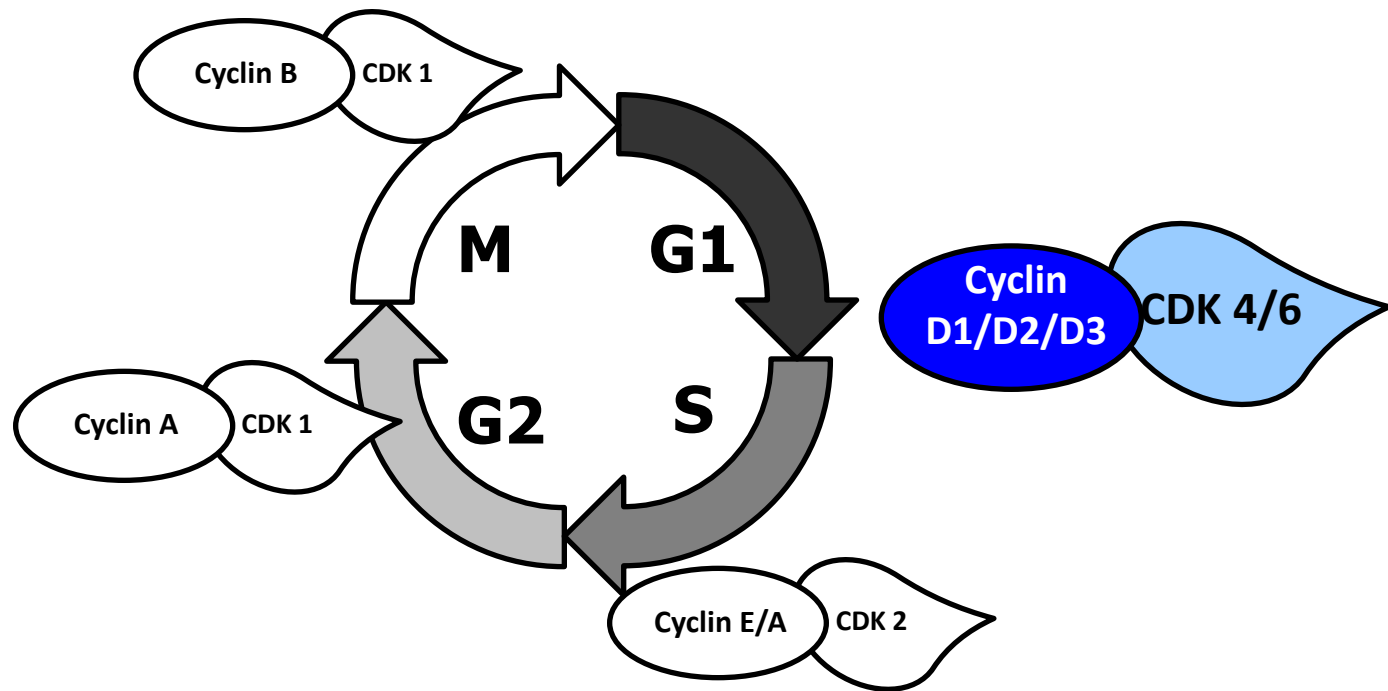 Cyclin B
CDK 1
M
G1
Cyclin
D1/D2/D3
CDK 4/6
Cyclin A
CDK 1
G2
S
Cyclin E/A
CDK 2